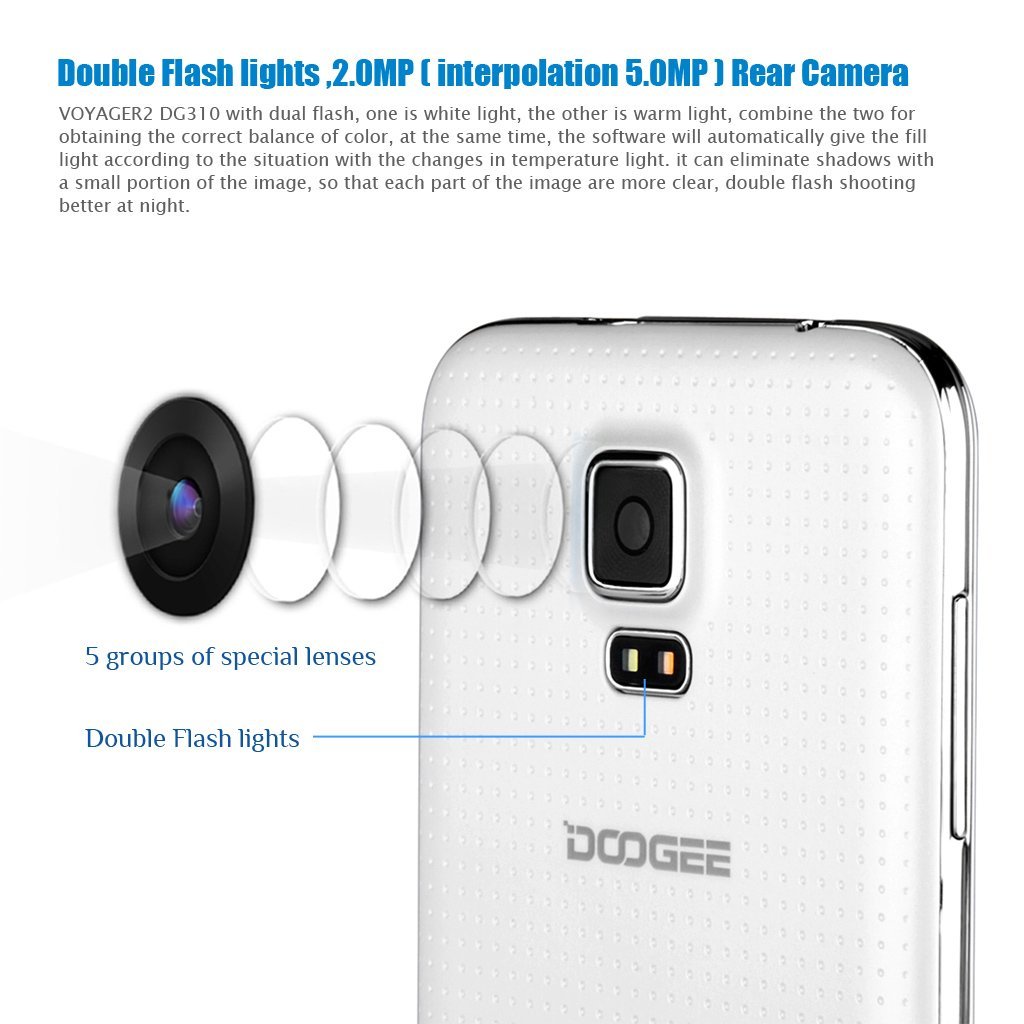 Double Flash lights ,2.0MP ( interpolation 5.0MP ) Rear Camera
VOYAGER2 DG310 with dual flash, one is white light, the other is warm light, combine the two for
obtaining the correct balance of color, at the same time, the software will automatically give the fill
light according to the situation with the changes in temperature light. it can eliminate shadows with
a small portion of the image, so that each part of the image are more clear, double flash shooting
better at night.
5 groups of special lenses
Double Flash lights
DOOGEE